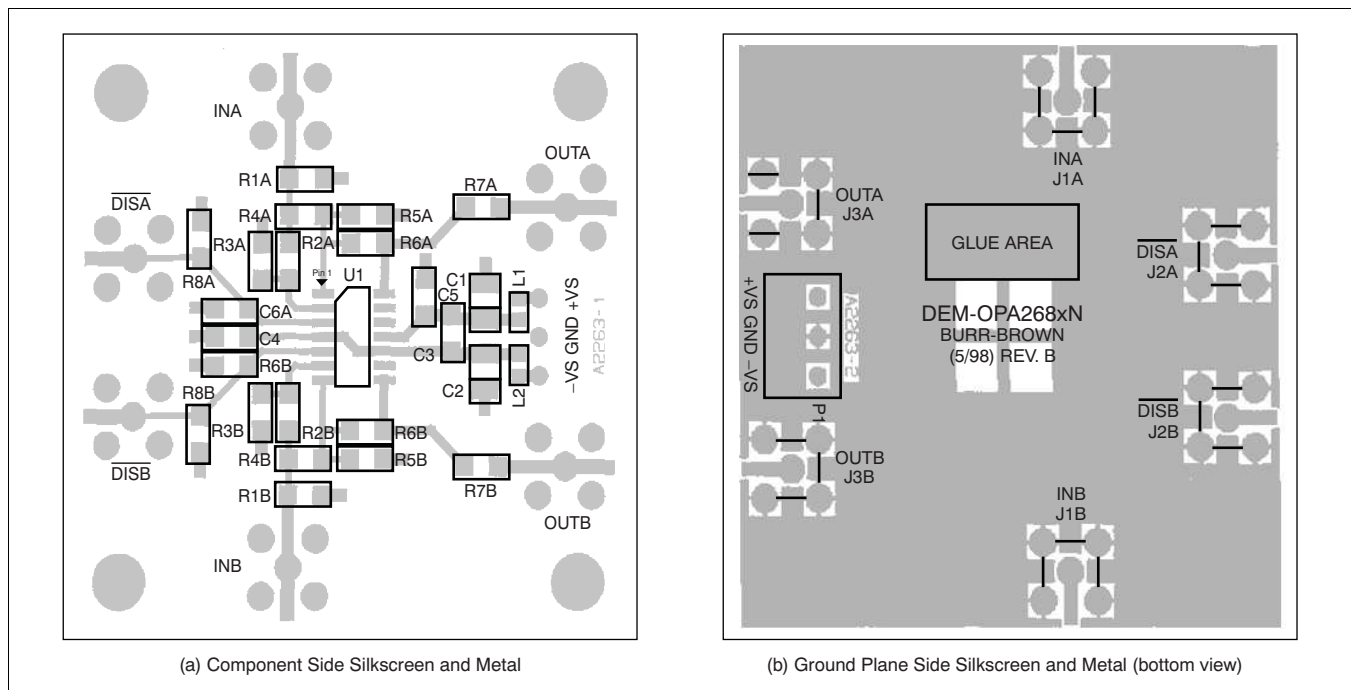 INA
R1A
OUTA
R7A
DISA
R4A
R5A
R3A
R2A
R6A
R8A
Pin 1
U1
C1
L1
C5
C6A
C4
C3
R6B
C2
L2
-VS GND +VS
A2263-1
R8B
R3B
R2B
R6B
R4B
R5B
DISB
R7B
R1B
OUTB
INB
(a) Component Side Silkscreen and Metal
INA
J1A
OUTA
J3A
GLUE AREA
DISA
J2A
+VS GND -VS
A2263-2
DEM-OPA268xN
BURR-BROWN
(5/98) REV. B
P1
DISB
J2B
OUTB
J3B
INB
J1B
(b) Ground Plane Side Silkscreen and Metal (bottom view)